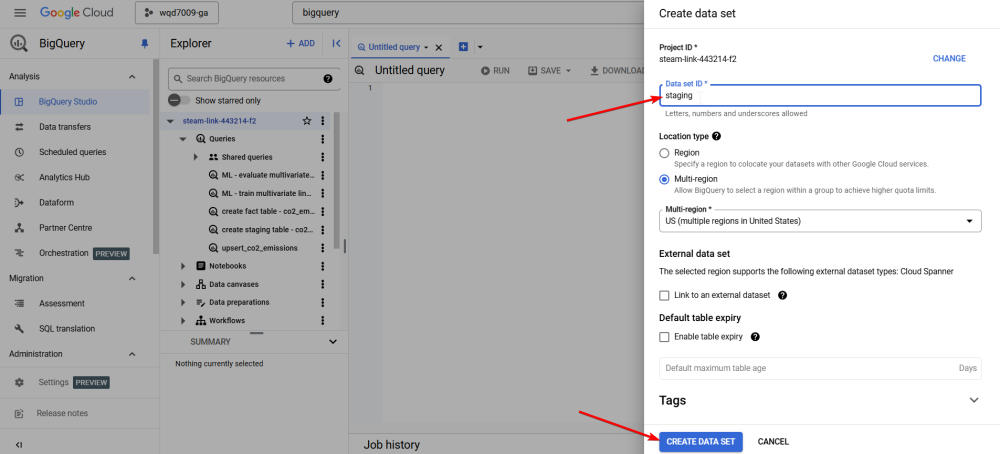 Google Cloud
wqd7009-ga
bigquery
BigQuery
Analysis
BigQuery Studio
Data transfers
Scheduled queries
Analytics Hub
Dataform
Partner Centre
Orchestration PREVIEW
Migration
Assessment
SQL translation
Administration
Settings PREVIEW
Release notes
Explorer
+ ADD
Search BigQuery resources
Show starred only
steam-link-443214-f2
Queries
Shared queries
ML - evaluate multivariate...
ML - train multivariate lin...
create fact table - co2_em...
create staging table - co2...
upsert_co2_emissions
Notebooks
Data canvases
Data preparations
Workflows
SUMMARY
Nothing currently selected
Untitled query
Untitled query
RUN
SAVE
DOWNLOAD
1
Job history
Create data set
Project ID *
steam-link-443214-f2
CHANGE
Data set ID *
staging
Letters, numbers and underscores allowed
Location type
Region
Specify a region to colocate your datasets with other Google Cloud services.
Multi-region
Allow BigQuery to select a region within a group to achieve higher quota limits.
Multi-region *
US (multiple regions in United States)
External data set
The selected region supports the following external dataset types: Cloud Spanner
Link to an external dataset
Default table expiry
Enable table expiry
Default maximum table age
Days
Tags
CREATE DATA SET
CANCEL